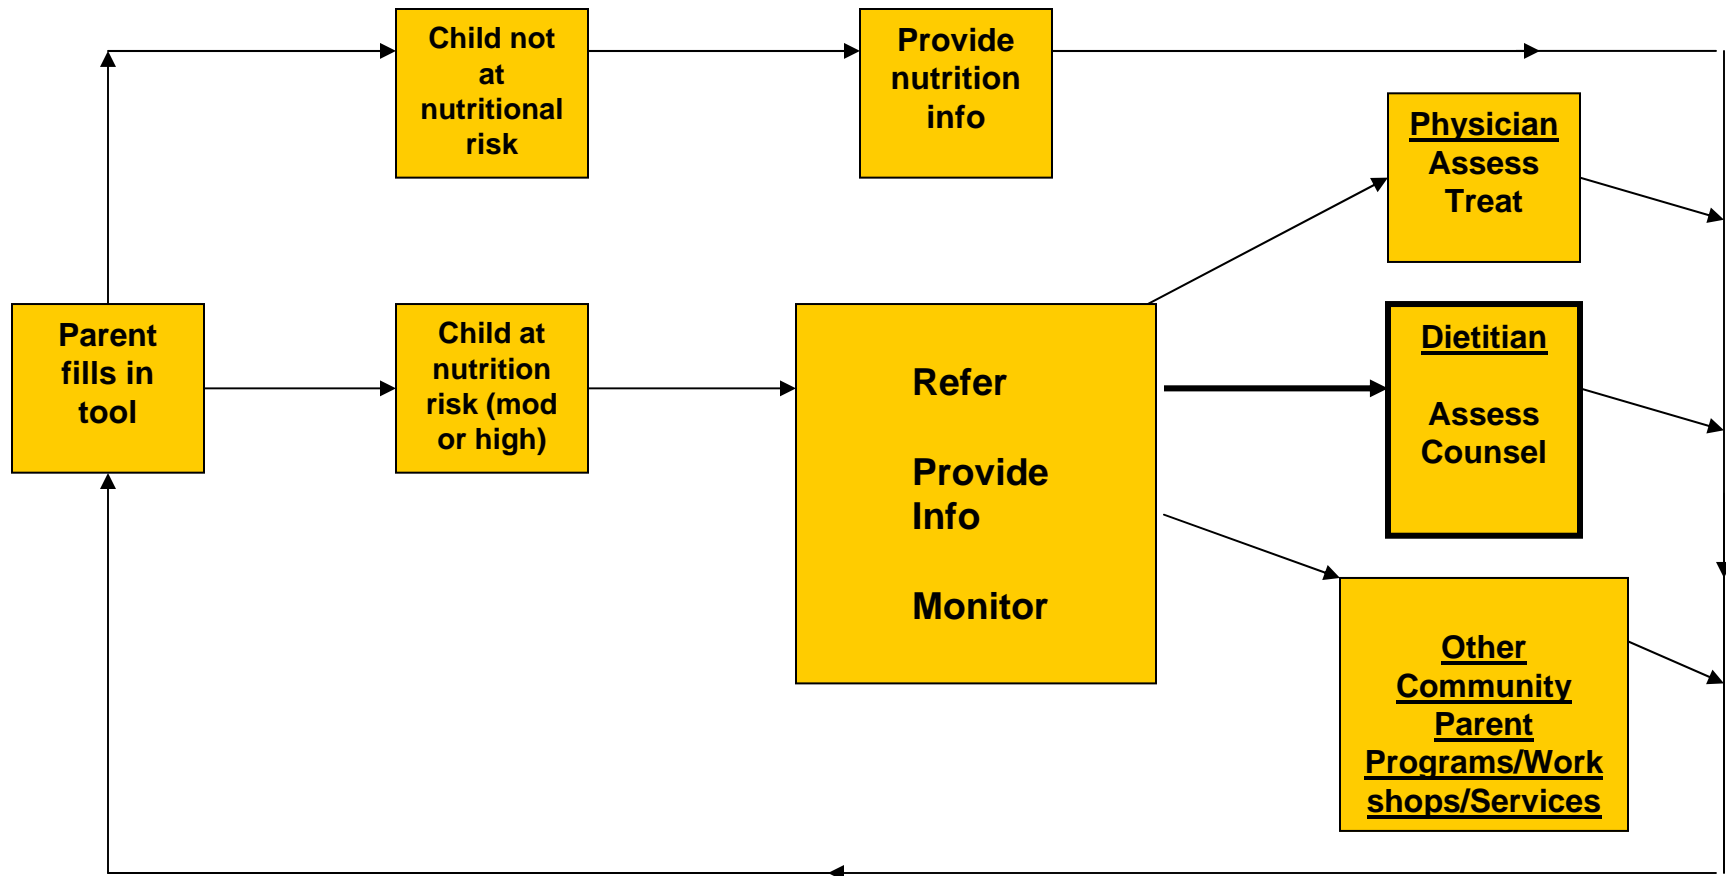 Child not
at
nutritional
risk
Provide
nutrition
info
Physician
Assess
Treat
Parent
fills in
tool
Child at
nutrition
risk (mod
or high)
Refer
Provide
Info
Monitor
Dietitian
Assess
Counsel
Other
Community
Parent
Programs/Work
shops/Services